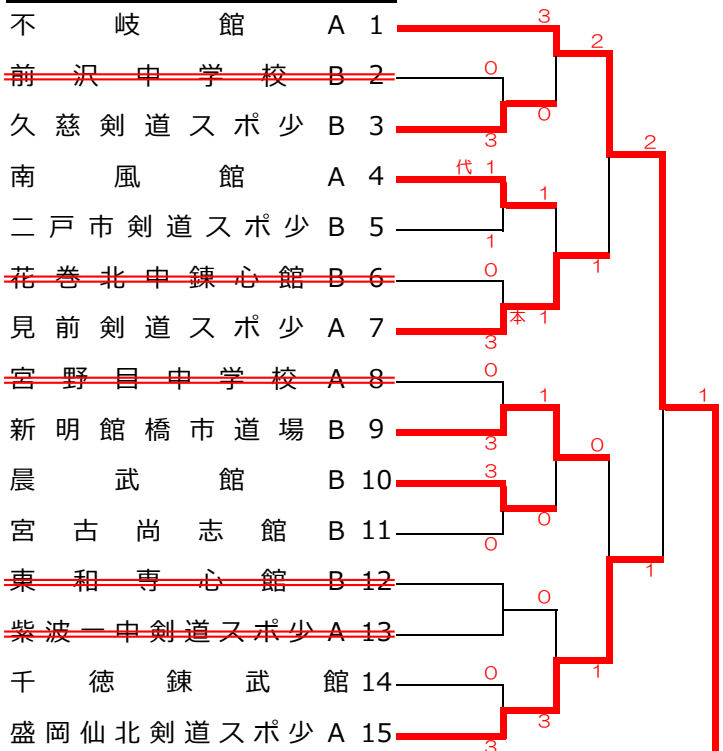 不岐館 A 1
前沢中学校 B 2
久慈剣道スポ少 B 3
南風館 A 4
二戸市剣道スポ少 B 5
花巻北中錬心館 B 6
見前剣道スポ少 A 7
宮野目中学校 A 8
新明館橋市道場 B 9
晨武館 B 10
宮古尚志館 B 11
東和専心館 B 12
紫波一中剣道スポ少 A 13
千徳錬武館 14
盛岡仙北剣道スポ少 A 15
3
0
3
0
2
代 1
1
1
0
3
本 1
1
2
0
3
1
3
0
0
0
0
0
3
3
1
1
1